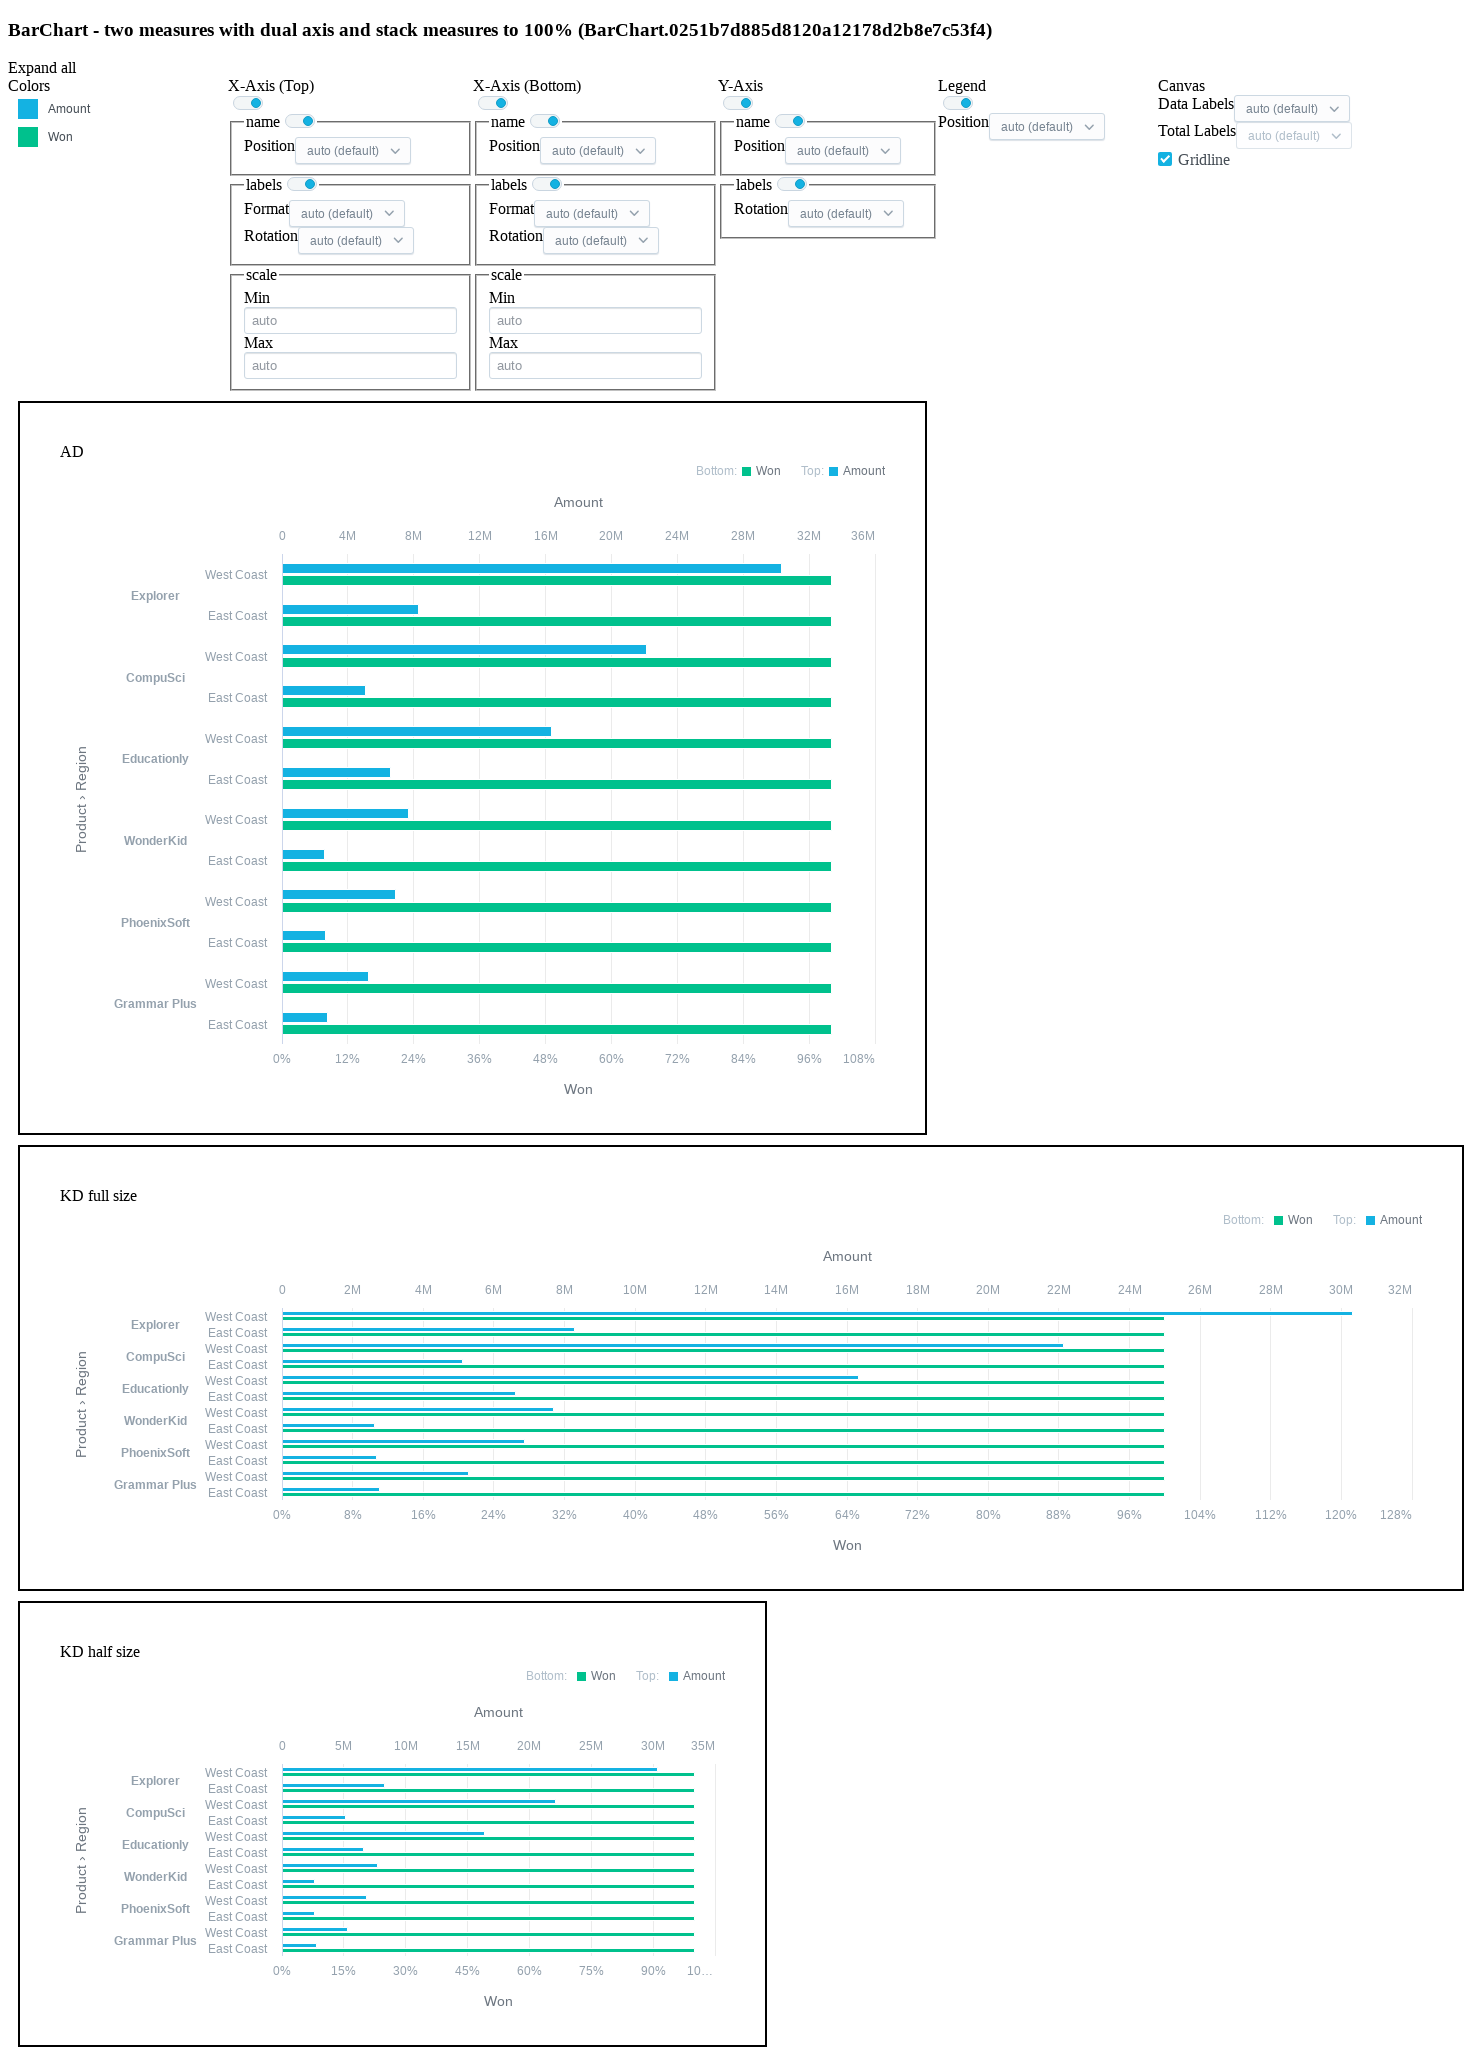 BarChart - two measures with dual axis and stack measures to 100% (BarChart.0251b7d885d8120a12178d2b8e7c53f4)
Expand all
Colors
Amount
Won
X-Axis (Top)
name
Position auto (default)
labels
Format auto (default)
Rotation auto (default)
scale
Min
auto
Max
auto
X-Axis (Bottom)
name
Position auto (default)
labels
Format auto (default)
Rotation auto (default)
scale
Min
auto
Max
auto
Y-Axis
name
Position auto (default)
labels
Rotation auto (default)
Legend
Position auto (default)
Canvas
Data Labels auto (default)
Total Labels auto (default)
Gridline
AD
Bottom: Won Top: Amount
Amount
0 4M 8M 12M 16M 20M 24M 28M 32M 36M
Product › Region
Explorer
West Coast
East Coast
CompuSci
West Coast
East Coast
Educationly
West Coast
East Coast
WonderKid
West Coast
East Coast
PhoenixSoft
West Coast
East Coast
Grammar Plus
West Coast
East Coast
0% 12% 24% 36% 48% 60% 72% 84% 96% 108%
Won
KD full size
Bottom: Won Top: Amount
Amount
0 2M 4M 6M 8M 10M 12M 14M 16M 18M 20M 22M 24M 26M 28M 30M 32M
Product › Region
Explorer
West Coast
East Coast
CompuSci
West Coast
East Coast
Educationly
West Coast
East Coast
WonderKid
West Coast
East Coast
PhoenixSoft
West Coast
East Coast
Grammar Plus
West Coast
East Coast
0% 8% 16% 24% 32% 40% 48% 56% 64% 72% 80% 88% 96% 104% 112% 120% 128%
Won
KD half size
Bottom: Won Top: Amount
Amount
0 5M 10M 15M 20M 25M 30M 35M
Product › Region
Explorer
West Coast
East Coast
CompuSci
West Coast
East Coast
Educationly
West Coast
East Coast
WonderKid
West Coast
East Coast
PhoenixSoft
West Coast
East Coast
Grammar Plus
West Coast
East Coast
0% 15% 30% 45% 60% 75% 90% 10…
Won